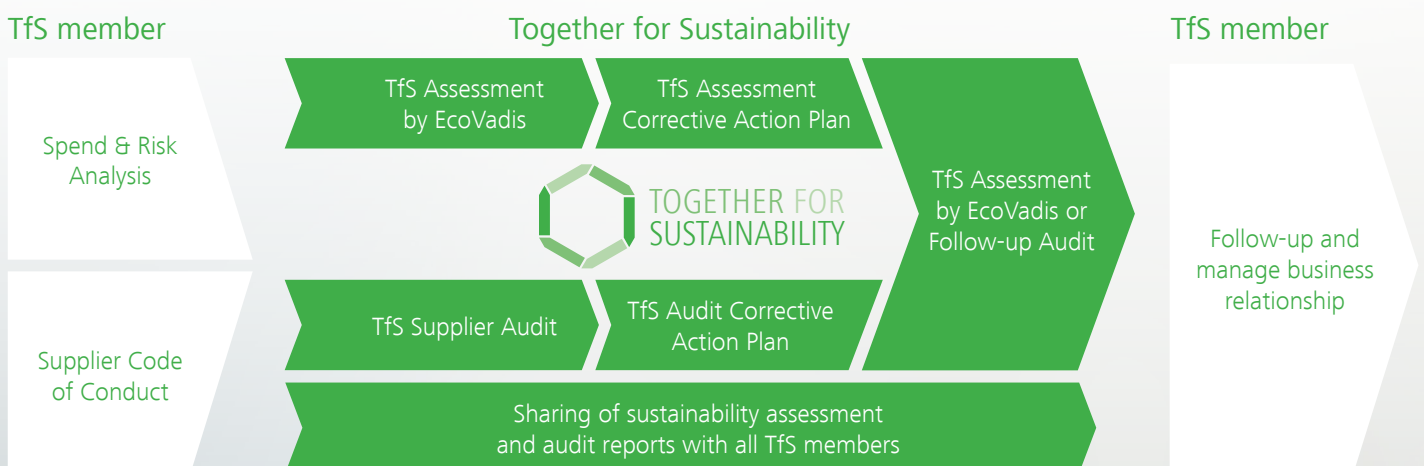 TfS member
Together for Sustainability
TfS member
Spend & Risk
Analysis
Supplier Code
of Conduct
TfS Assessment
by EcoVadis
TfS Assessment
Corrective Action Plan
TOGETHER FOR
SUSTAINABILITY
TfS Supplier Audit
TfS Audit Corrective
Action Plan
TfS Assessment
by EcoVadis or
Follow-up Audit
Sharing of sustainability assessment
and audit reports with all TfS members
Follow-up and
manage business
relationship